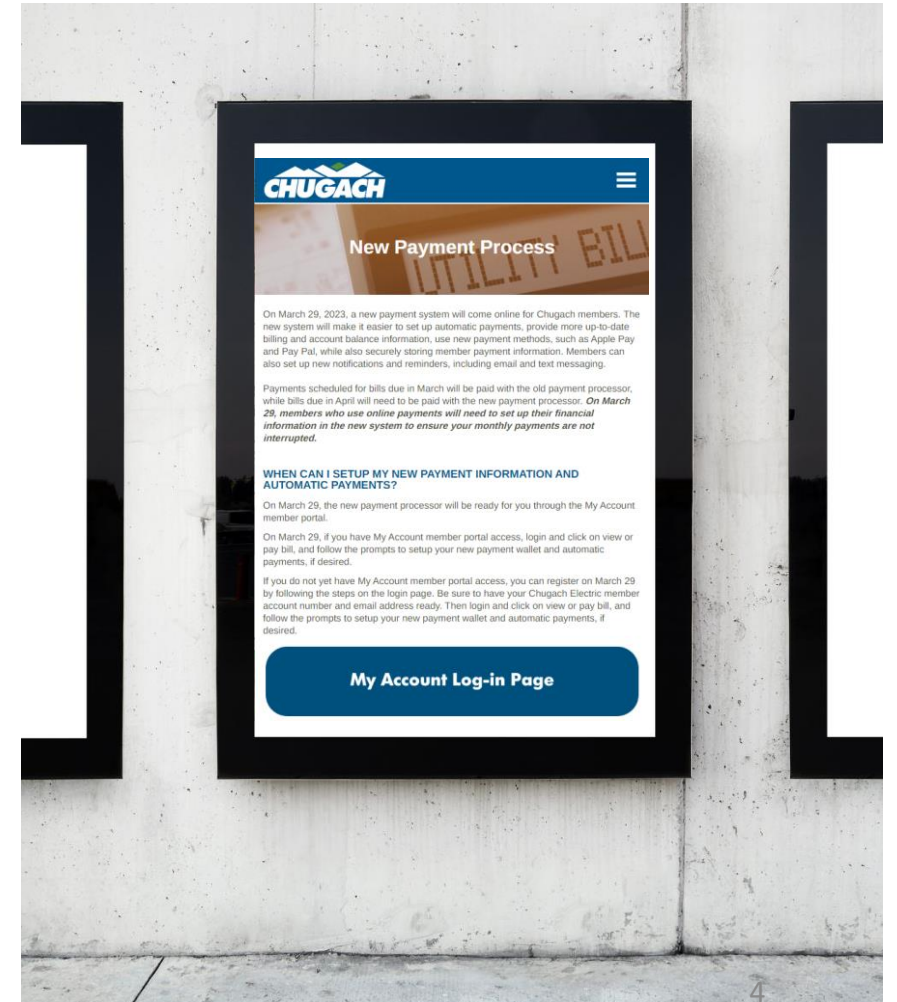 CHUGACH
New Payment Process
UTILITY BILL
On March 29, 2023, a new payment system will come online for Chugach members. The
new system will make it easier to set up automatic payments, provide more up-to-date
billing and account balance information, use new payment methods, such as Apple Pay
and Pay Pal, while also securely storing member payment information. Members can
also set up new notifications and reminders, including email and text messaging.
Payments scheduled for bills due in March will be paid with the old payment processor,
while bills due in April will need to be paid with the new payment processor. On March
29, members who use online payments will need to set up their financial
information in the new system to ensure your monthly payments are not
interrupted.
WHEN CAN I SETUP MY NEW PAYMENT INFORMATION AND
AUTOMATIC PAYMENTS?
On March 29, the new payment processor will be ready for you through the My Account
member portal.
On March 29, if you have My Account member portal access, login and click on view or
pay bill, and follow the prompts to setup your new payment wallet and automatic
payments, if desired.
If you do not yet have My Account member portal access, you can register on March 29
by following the steps on the login page. Be sure to have your Chugach Electric member
account number and email address ready. Then login and click on view or pay bill, and
follow the prompts to setup your new payment wallet and automatic payments, if
desired.
My Account Log-in Page
4